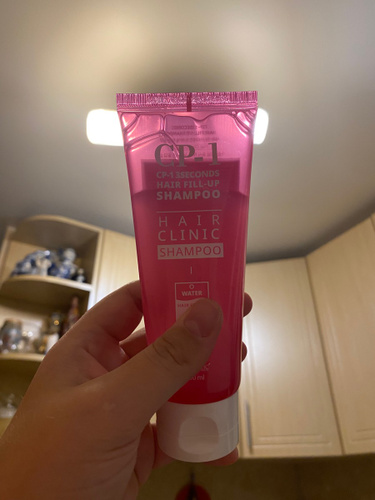 CP-1
CP-1 3SECONDS
HAIR FILL-UP
SHAMPOO
HAIR
CLINIC
SHAMPOO
WATER